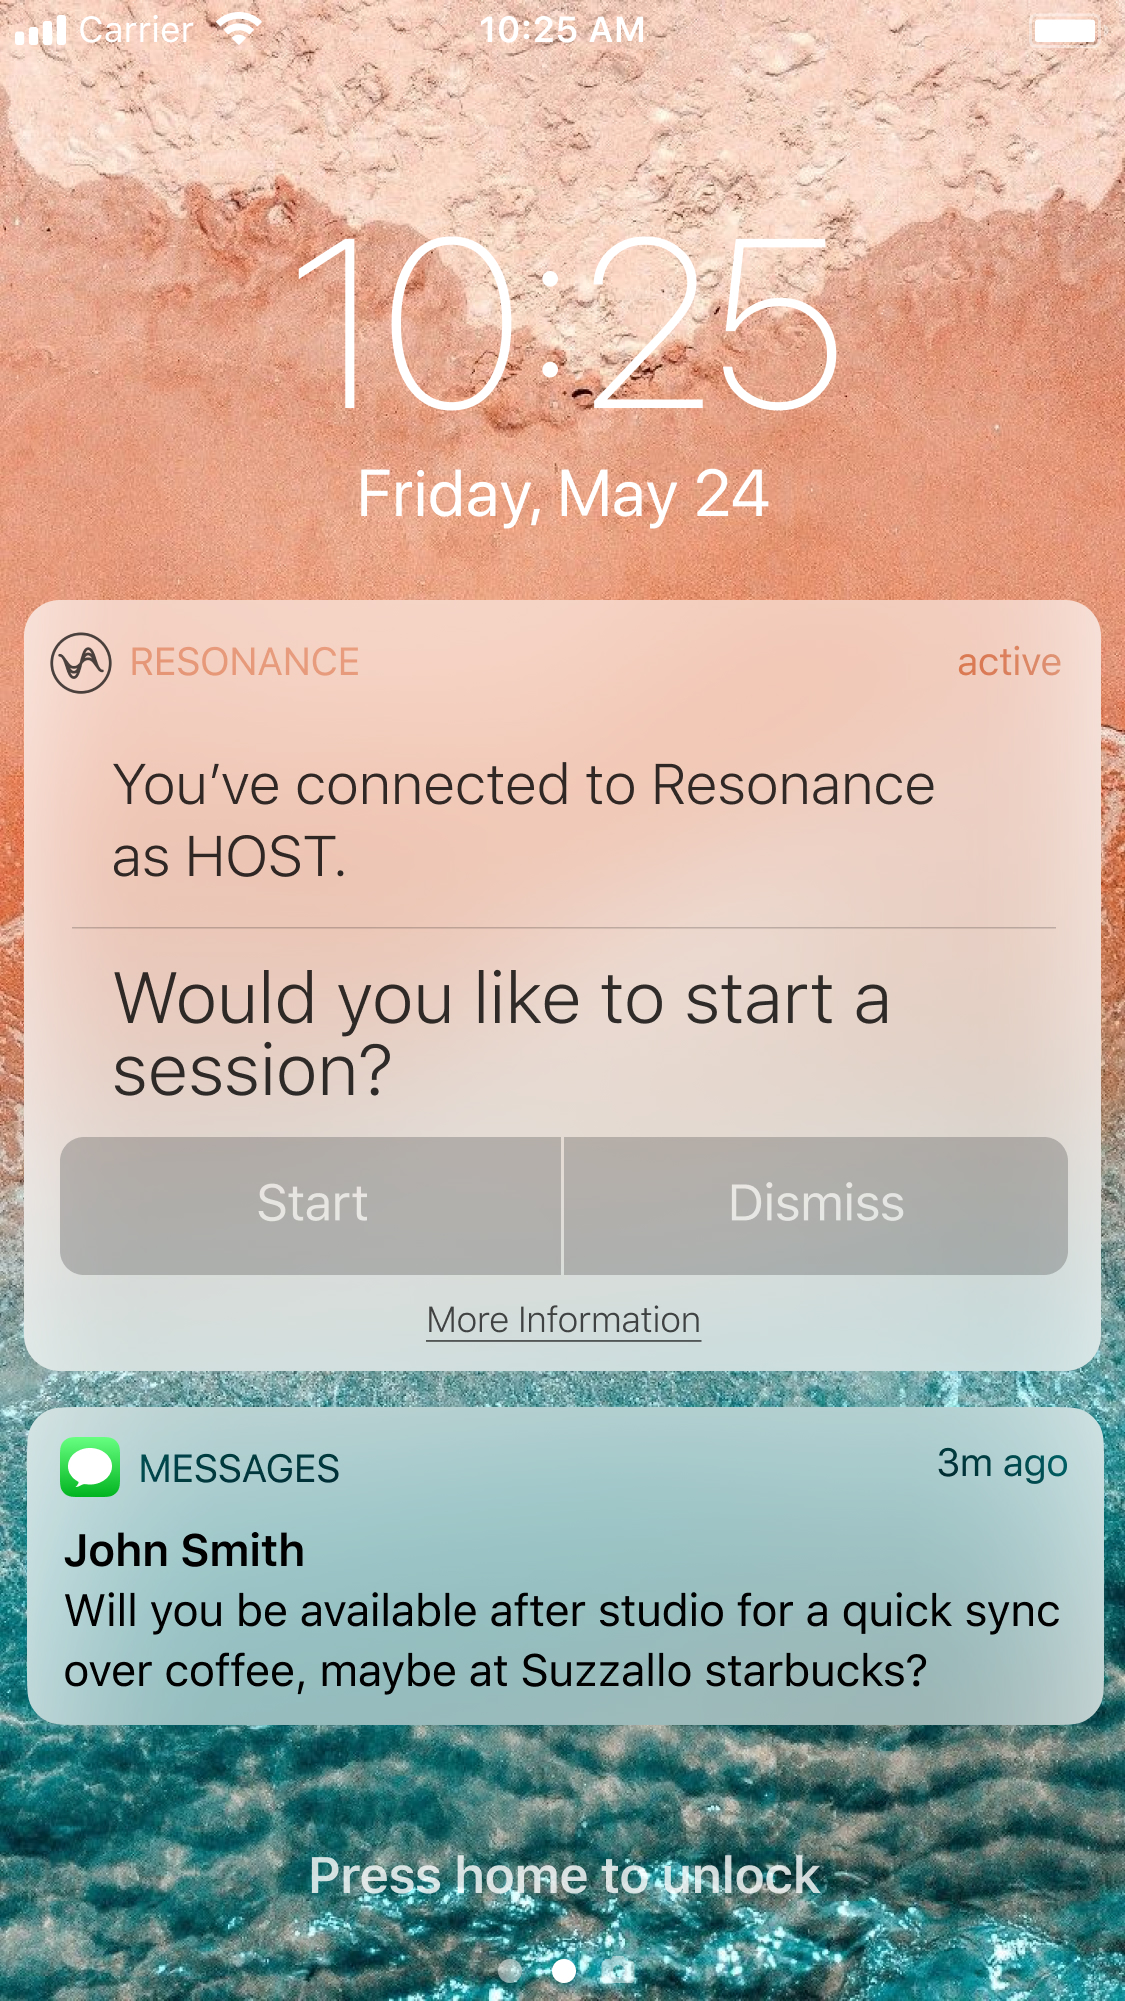 Carrier 10:25 AM
10:25
Friday, May 24
RESONANCE active
You’ve connected to Resonance
as HOST.
Would you like to start a
session?
Start Dismiss
More Information
MESSAGES 3m ago
John Smith
Will you be available after studio for a quick sync
over coffee, maybe at Suzzallo starbucks?
Press home to unlock